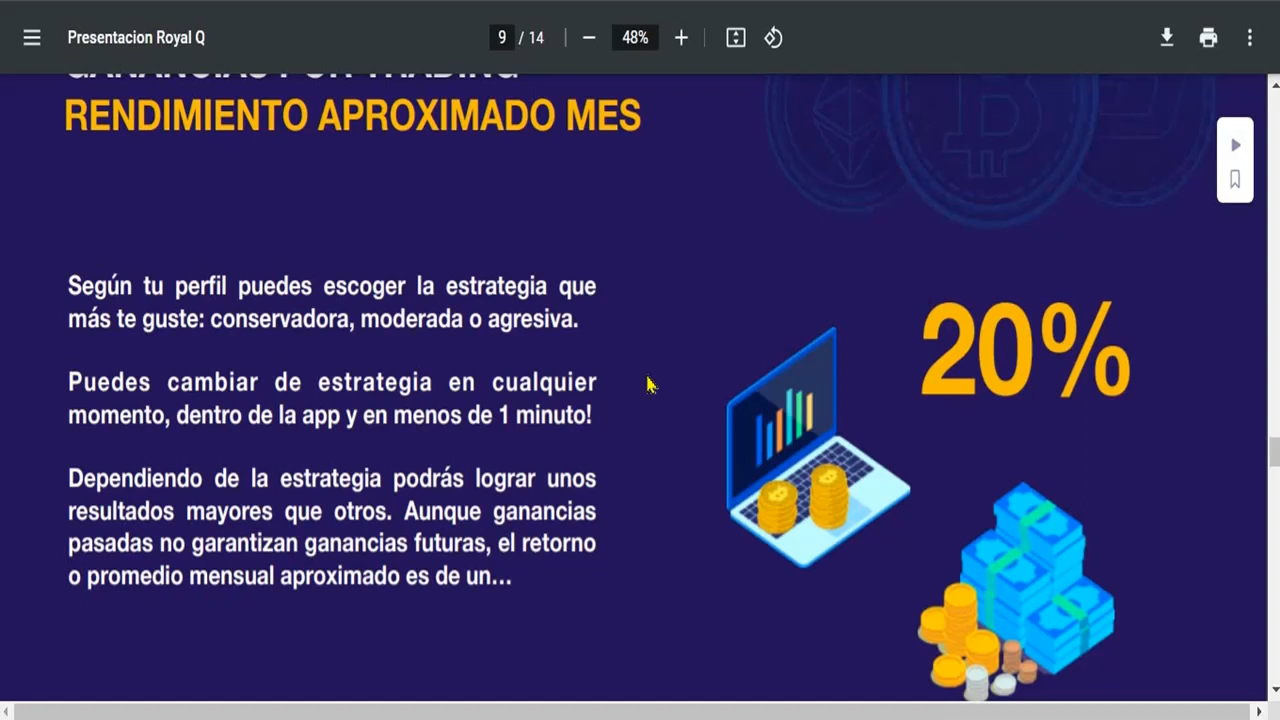 Presentacion Royal Q
9 / 14
48%
GANANCIAS POR TRADING
RENDIMIENTO APROXIMADO MES
Según tu perfil puedes escoger la estrategia que
más te guste: conservadora, moderada o agresiva.
Puedes cambiar de estrategia en cualquier
momento, dentro de la app y en menos de 1 minuto!
Dependiendo de la estrategia podrás lograr unos
resultados mayores que otros. Aunque ganancias
pasadas no garantizan ganancias futuras, el retorno
o promedio mensual aproximado es de un...
20%